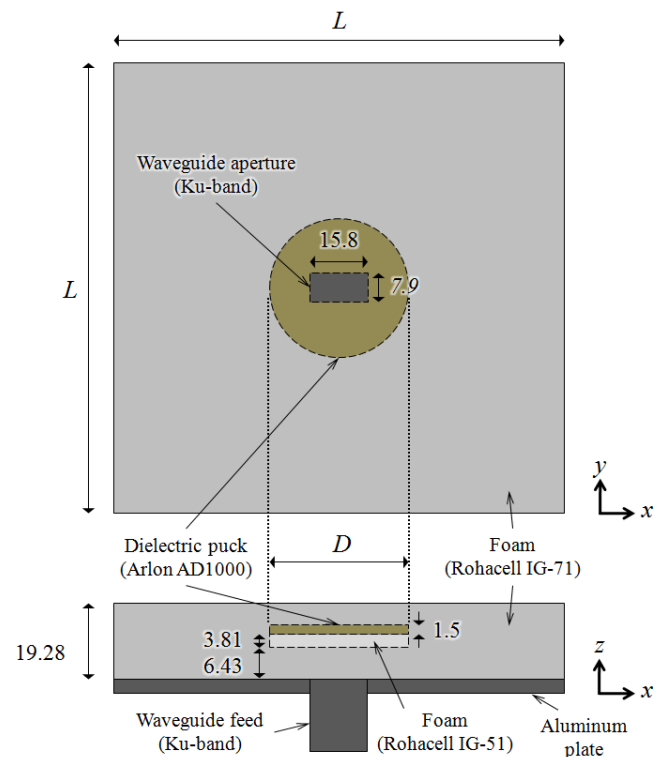 L
Waveguide aperture
(Ku-band)
15.8
7.9
L
y
x
Dielectric puck
(Arlon AD1000)
D
Foam
(Rohacell IG-71)
19.28
3.81
6.43
1.5
z
x
Waveguide feed
(Ku-band)
Foam
(Rohacell IG-51)
Aluminum
plate